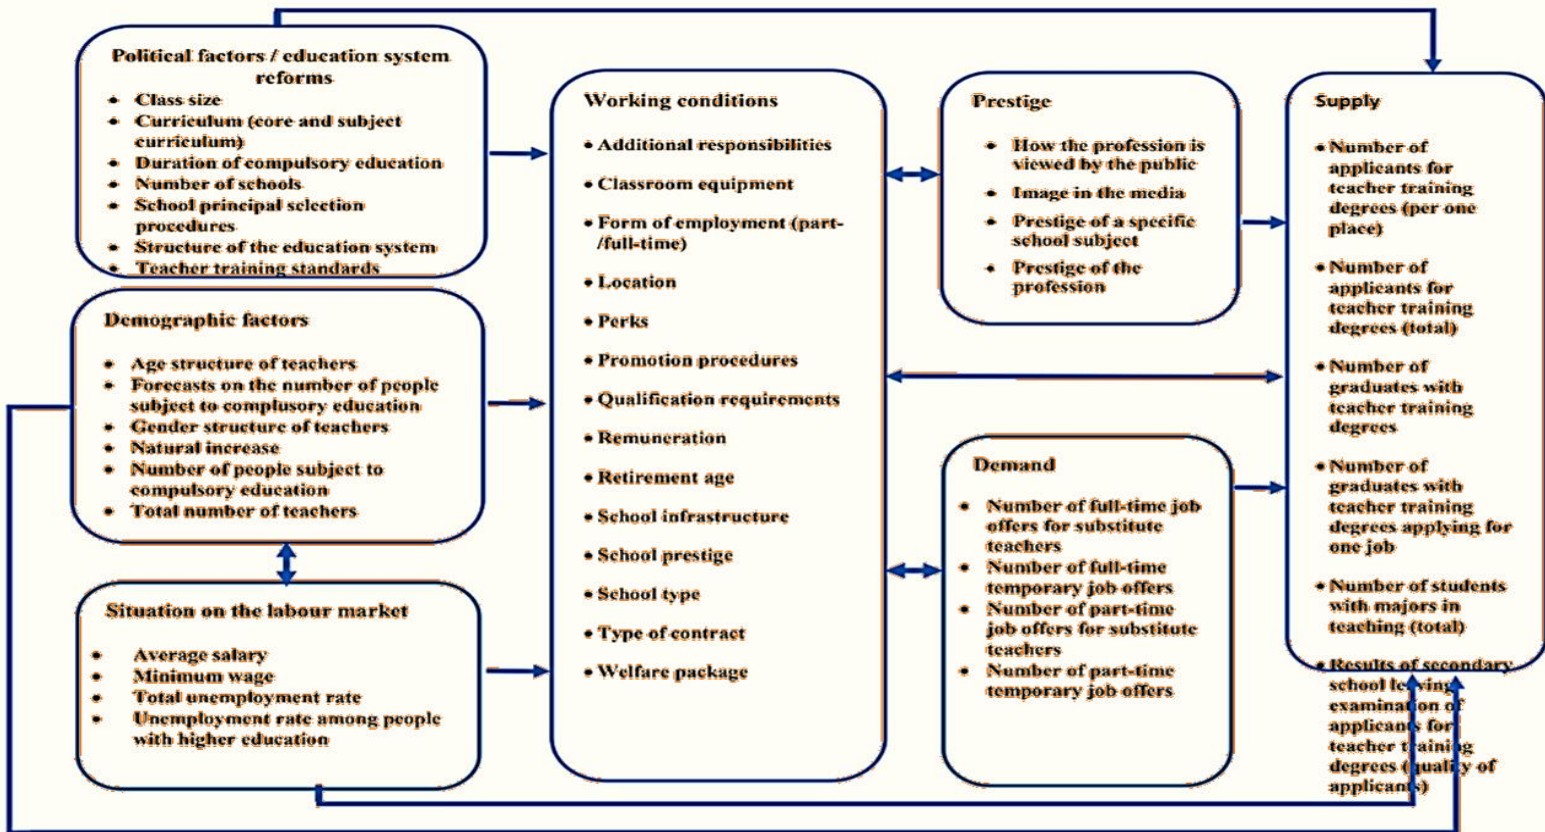 Political factors / education system
reforms
• Class size
• Curriculum (core and subject
curriculum)
• Duration of compulsory education
• Number of schools
• School principal selection
procedures
• Structure of the education system
• Teacher training standards
Demographic factors
• Age structure of teachers
• Forecasts on the number of people
subject to complusory education
• Gender structure of teachers
• Natural increase
• Number of people subject to
compulsory education
• Total number of teachers
Situation on the labour market
• Average salary
• Minimum wage
• Total unemployment rate
• Unemployment rate among people
with higher education
Working conditions
• Additional responsibilities
• Classroom equipment
• Form of employment (part-
/full-time)
• Location
• Perks
• Promotion procedures
• Qualification requirements
• Remuneration
• Retirement age
• School infrastructure
• School prestige
• School type
• Type of contract
• Welfare package
Prestige
• How the profession is
viewed by the public
• Image in the media
• Prestige of a specific
school subject
• Prestige of the
profession
Demand
• Number of full-time job
offers for substitute
teachers
• Number of full-time
temporary job offers
• Number of part-time
job offers for substitute
teachers
• Number of part-time
temporary job offers
Supply
• Number of
applicants for
teacher training
degrees (per one
place)
• Number of
applicants for
teacher training
degrees (total)
• Number of
graduates with
teacher training
degrees
• Number of
graduates with
teacher training
degrees applying for
one job
• Number of students
with majors in
teaching (total)
• Results of secondary
school leaving
examination of
applicants for
teacher training
degrees (quality of
applicants)